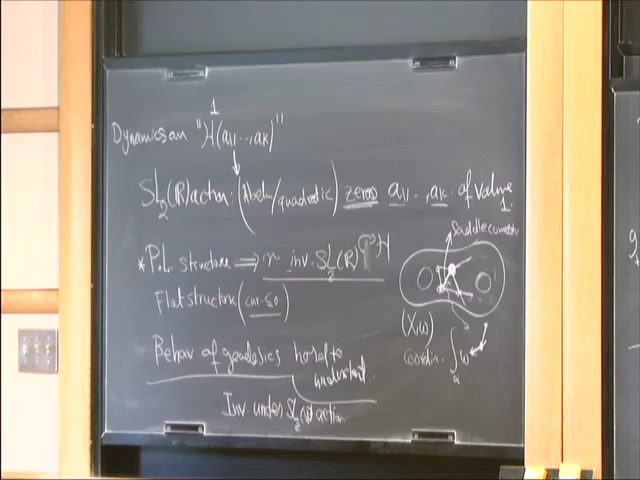 1
Dynamics on "H(a1, ..., ak)"
SL2(R) action: (Abelin/quadratic) zeros a1, .., ak. of value 1.
Saddle connection
* P.L. structure ⟹ r inv. SL2(R) H
Flat structure
(X, ω)
Coordin. ∫a ω
Behav of geodesics hard to
understand.
Inv under SL2(R) action